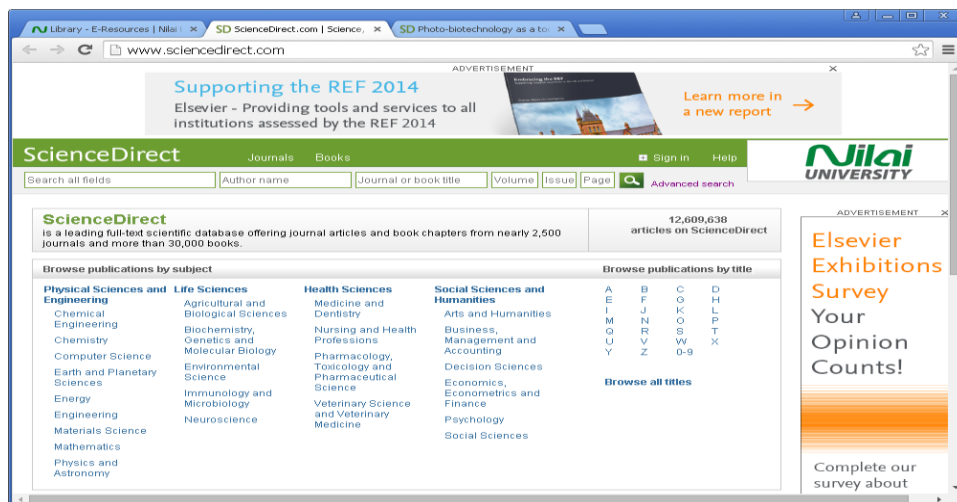 Library - E-Resources | Nilai
ScienceDirect.com | Science,
Photo-biotechnology as a to
www.sciencedirect.com
ADVERTISEMENT
Supporting the REF 2014
Elsevier - Providing tools and services to all
institutions assessed by the REF 2014
Learn more in
a new report
ScienceDirect
Journals Books
Sign in Help
Nilai
UNIVERSITY
Search all fields Author name Journal or book title Volume Issue Page Advanced search
ScienceDirect
is a leading full-text scientific database offering journal articles and book chapters from nearly 2,500
journals and more than 30,000 books.
12,609,638
articles on ScienceDirect
Browse publications by subject
Physical Sciences and
Engineering
Chemical
Engineering
Chemistry
Computer Science
Earth and Planetary
Sciences
Energy
Engineering
Materials Science
Mathematics
Physics and
Astronomy
Life Sciences
Agricultural and
Biological Sciences
Biochemistry,
Genetics and
Molecular Biology
Environmental
Science
Immunology and
Microbiology
Neuroscience
Health Sciences
Medicine and
Dentistry
Nursing and Health
Professions
Pharmacology,
Toxicology and
Pharmaceutical
Science
Veterinary Science
and Veterinary
Medicine
Social Sciences and
Humanities
Arts and Humanities
Business,
Management and
Accounting
Decision Sciences
Economics,
Econometrics and
Finance
Psychology
Social Sciences
Browse publications by title
A B C D
E F G H
I J K L
M N O P
Q R S T
U V W X
Y Z 0-9
Browse all titles
ADVERTISEMENT
Elsevier
Exhibitions
Survey
Your
Opinion
Counts!
Complete our
survey about